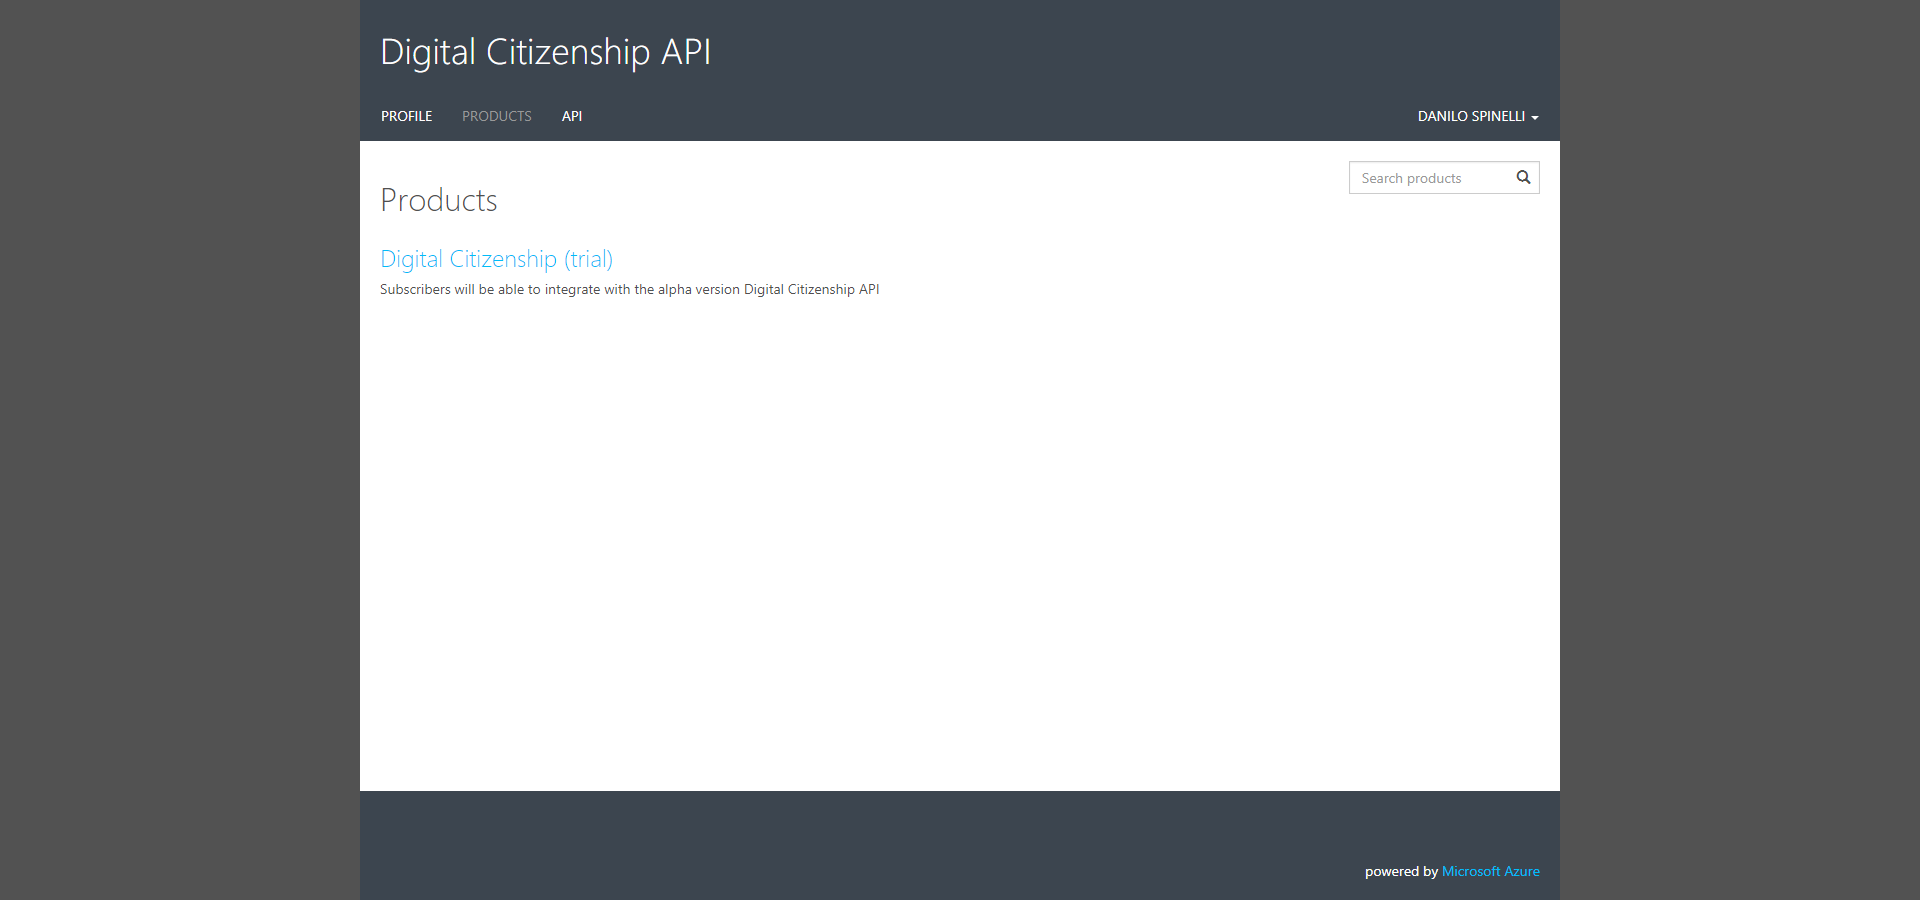 Digital Citizenship API
PROFILE PRODUCTS API DANILO SPINELLI
Search products
Products
Digital Citizenship (trial)
Subscribers will be able to integrate with the alpha version Digital Citizenship API
powered by Microsoft Azure